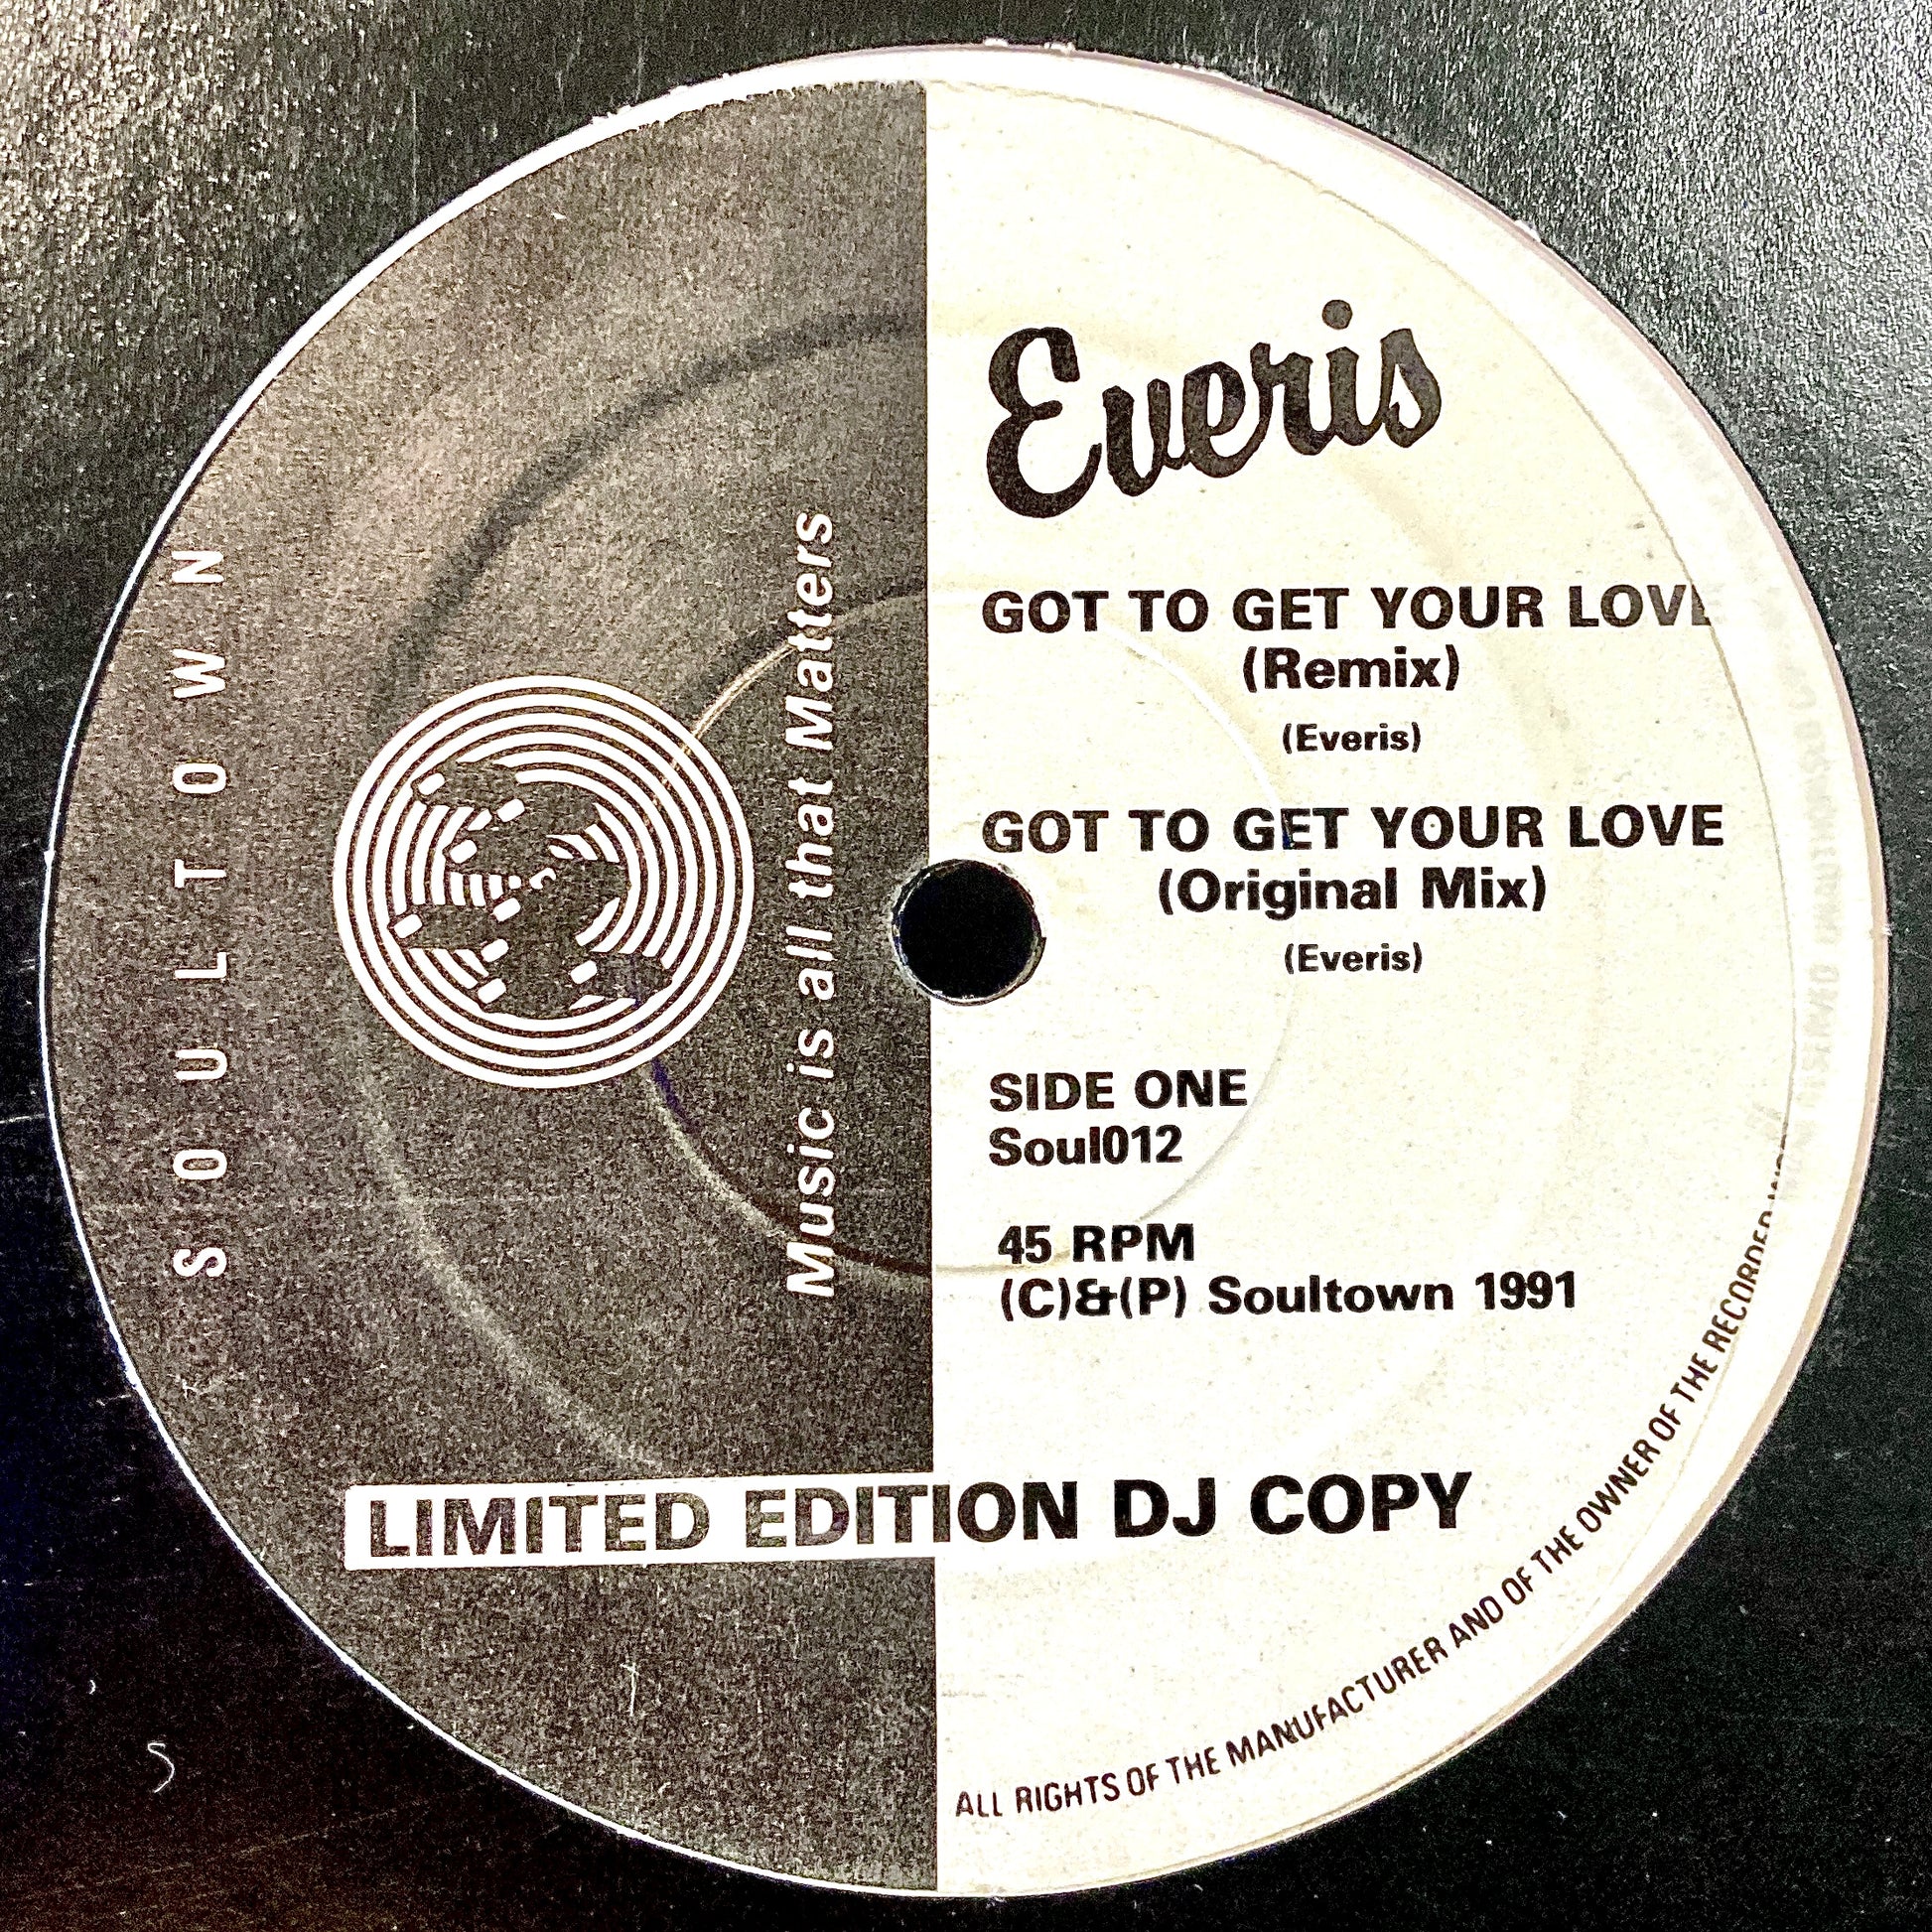 SOULTOWN
Music is all that Matters
Everis
GOT TO GET YOUR LOVE
(Remix)
(Everis)
GOT TO GET YOUR LOVE
(Original Mix)
(Everis)
SIDE ONE
Soul012
45 RPM
(C)&(P) Soultown 1991
LIMITED EDITION DJ COPY
ALL RIGHTS OF THE MANUFACTURER AND OF THE OWNER OF THE RECORDED